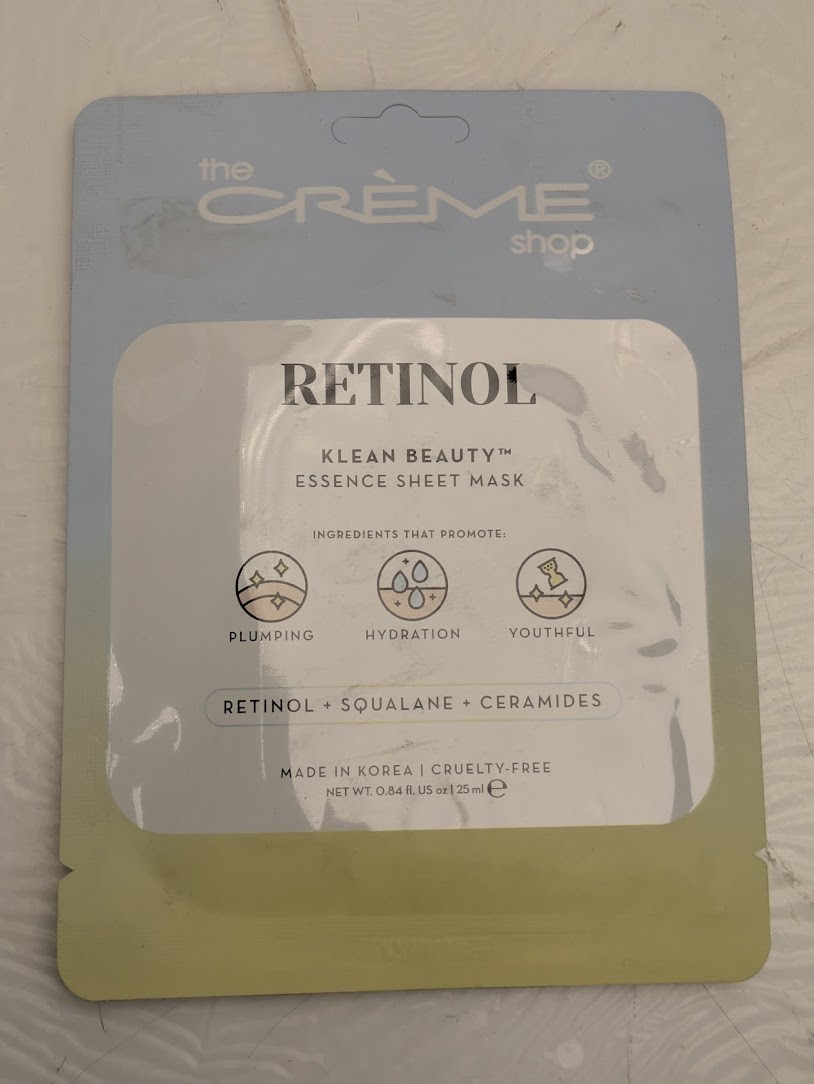 the
CRÈME®
shop
RETINOL
KLEAN BEAUTY™
ESSENCE SHEET MASK
INGREDIENTS THAT PROMOTE:
PLUMPING HYDRATION YOUTHFUL
RETINOL + SQUALANE + CERAMIDES
MADE IN KOREA | CRUELTY-FREE
NET WT. 0.84 fl. US oz | 25 ml ℮